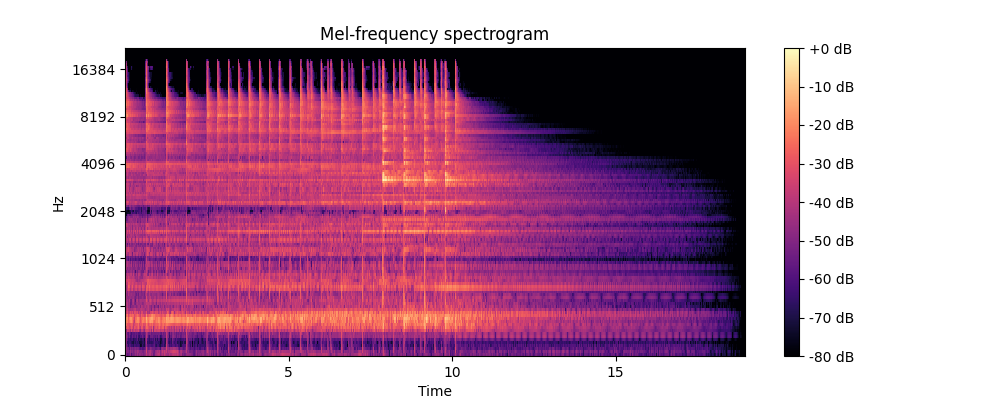 Mel-frequency spectrogram
Hz
16384
8192
4096
2048
1024
512
0
0 5 10 15
Time
+0 dB
-10 dB
-20 dB
-30 dB
-40 dB
-50 dB
-60 dB
-70 dB
-80 dB